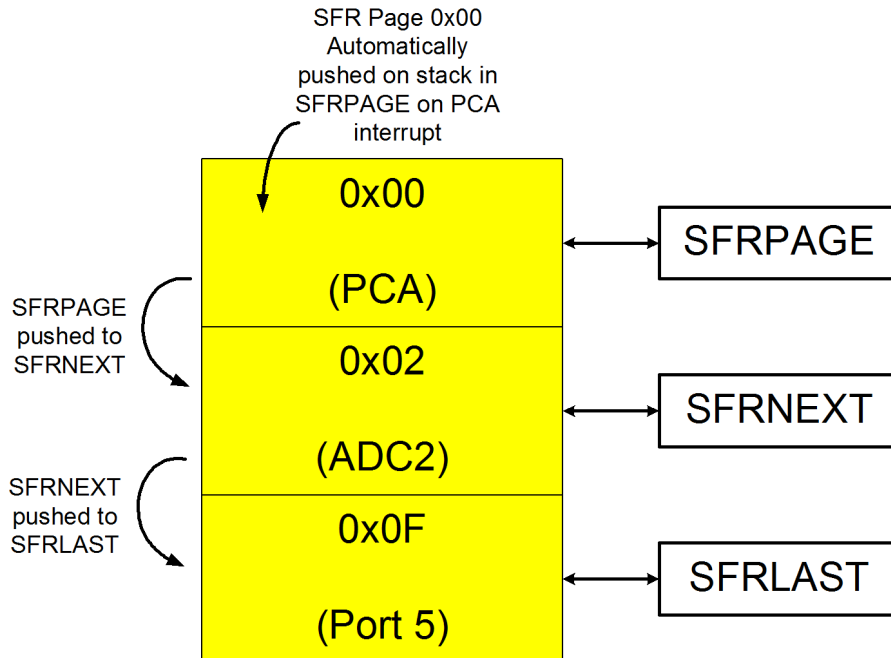 SFR Page 0x00
Automatically
pushed on stack in
SFRPAGE on PCA
interrupt
0x00
(PCA)
SFRPAGE
SFRPAGE
pushed to
SFRNEXT
0x02
(ADC2)
SFRNEXT
SFRNEXT
pushed to
SFRLAST
0x0F
(Port 5)
SFRLAST